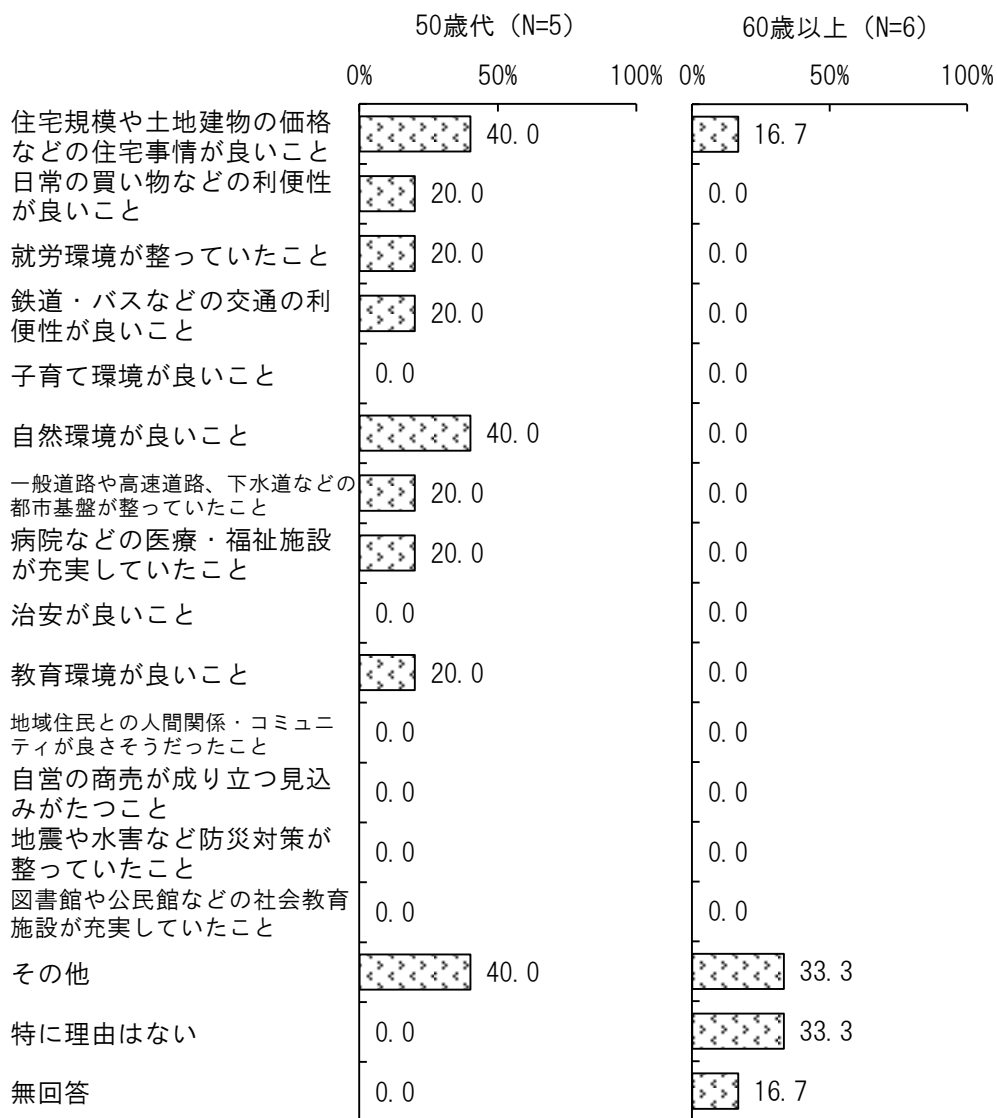 50歳代（N=5） 60歳以上（N=6）
0% 50% 100% 0% 50% 100%
住宅規模や土地建物の価格
などの住宅事情が良いこと
40.0 16.7
日常の買い物などの利便性
が良いこと
20.0 0.0
就労環境が整っていたこと 20.0 0.0
鉄道・バスなどの交通の利
便性が良いこと
20.0 0.0
子育て環境が良いこと 0.0 0.0
自然環境が良いこと 40.0 0.0
一般道路や高速道路、下水道などの
都市基盤が整っていたこと
20.0 0.0
病院などの医療・福祉施設
が充実していたこと
20.0 0.0
治安が良いこと 0.0 0.0
教育環境が良いこと 20.0 0.0
地域住民との人間関係・コミュニ
ティが良さそうだったこと
0.0 0.0
自営の商売が成り立つ見込
みがたつこと
0.0 0.0
地震や水害など防災対策が
整っていたこと
0.0 0.0
図書館や公民館などの社会教育
施設が充実していたこと
0.0 0.0
その他 40.0 33.3
特に理由はない 0.0 33.3
無回答 0.0 16.7